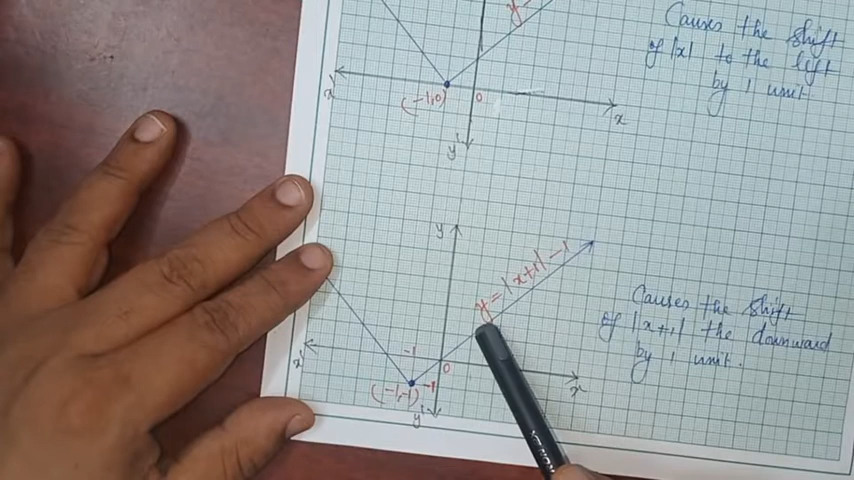 Causes the shift
of |x| to the left
by 1 unit.
x'
(-1,0)
0
x
y'
y
y = |x+1| - 1
Causes the shift
of |x+1| the downward
by 1 unit.
x'
-1
0
x
(-1,-1)
-1
y'